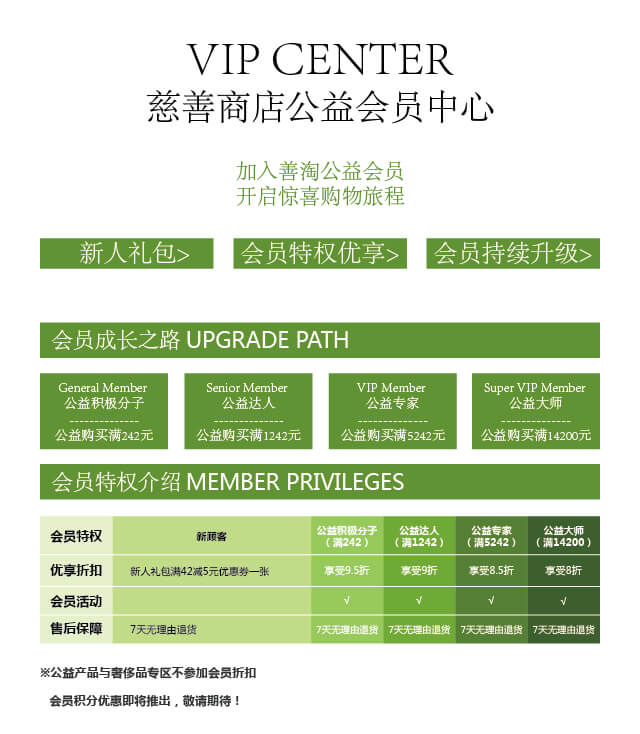 VIP CENTER
慈善商店公益会员中心
加入善淘公益会员
开启惊喜购物旅程
新人礼包> 会员特权优享> 会员持续升级>
会员成长之路 UPGRADE PATH
General Member Senior Member VIP Member Super VIP Member
公益积极分子 公益达人 公益专家 公益大师
-------------- -------------- -------------- --------------
公益购买满242元 公益购买满1242元 公益购买满5242元 公益购买满14200元
会员特权介绍 MEMBER PRIVILEGES
会员特权 新顾客 公益积极分子 公益达人 公益专家 公益大师
（满242） （满1242） （满5242） （满14200）
优享折扣 新人礼包满42减5元优惠券一张 享受9.5折 享受9折 享受8.5折 享受8折
会员活动 √ √ √ √
售后保障 7天无理由退货 7天无理由退货 7天无理由退货 7天无理由退货 7天无理由退货
※公益产品与奢侈品专区不参加会员折扣
会员积分优惠即将推出，敬请期待！